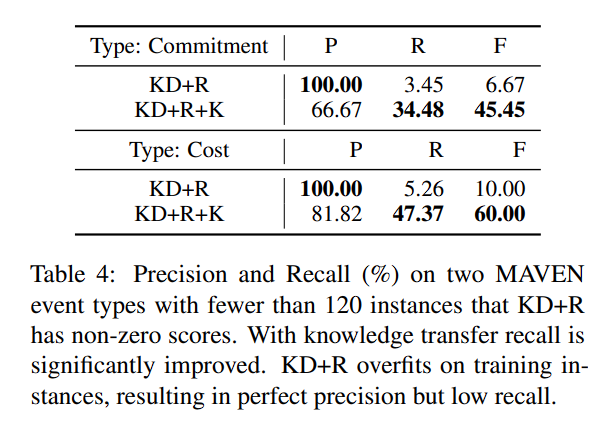 Type: Commitment P R F
KD+R 100.00 3.45 6.67
KD+R+K 66.67 34.48 45.45
Type: Cost P R F
KD+R 100.00 5.26 10.00
KD+R+K 81.82 47.37 60.00
Table 4: Precision and Recall (%) on two MAVEN
event types with fewer than 120 instances that KD+R
has non-zero scores. With knowledge transfer recall is
significantly improved. KD+R overfits on training in-
stances, resulting in perfect precision but low recall.